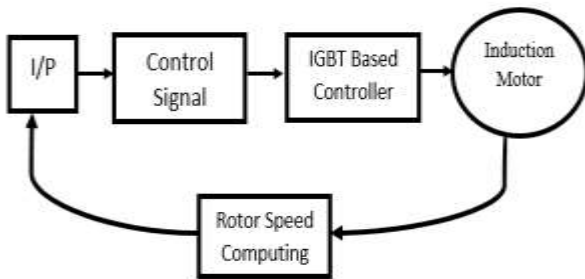 I/P
Control
Signal
IGBT Based
Controller
Induction
Motor
Rotor Speed
Computing